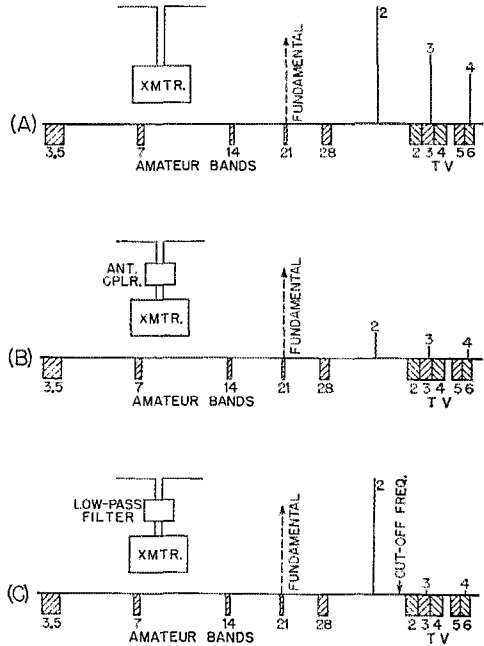 (A)
XMTR.
FUNDAMENTAL
2
3
4
3.5 7 14 21 28 2 3 4 5 6
AMATEUR BANDS TV
(B)
ANT. CPLR.
XMTR.
FUNDAMENTAL
2
3
4
3.5 7 14 21 28 2 3 4 5 6
AMATEUR BANDS TV
(C)
LOW-PASS
FILTER
XMTR.
FUNDAMENTAL
2
CUT-OFF FREQ.
3
4
3.5 7 14 21 28 2 3 4 5 6
AMATEUR BANDS TV